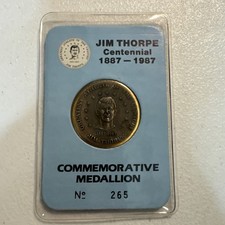 JIM THORPE
Centennial
1887 — 1987
COMMEMORATIVE
MEDALLION
Nº 265